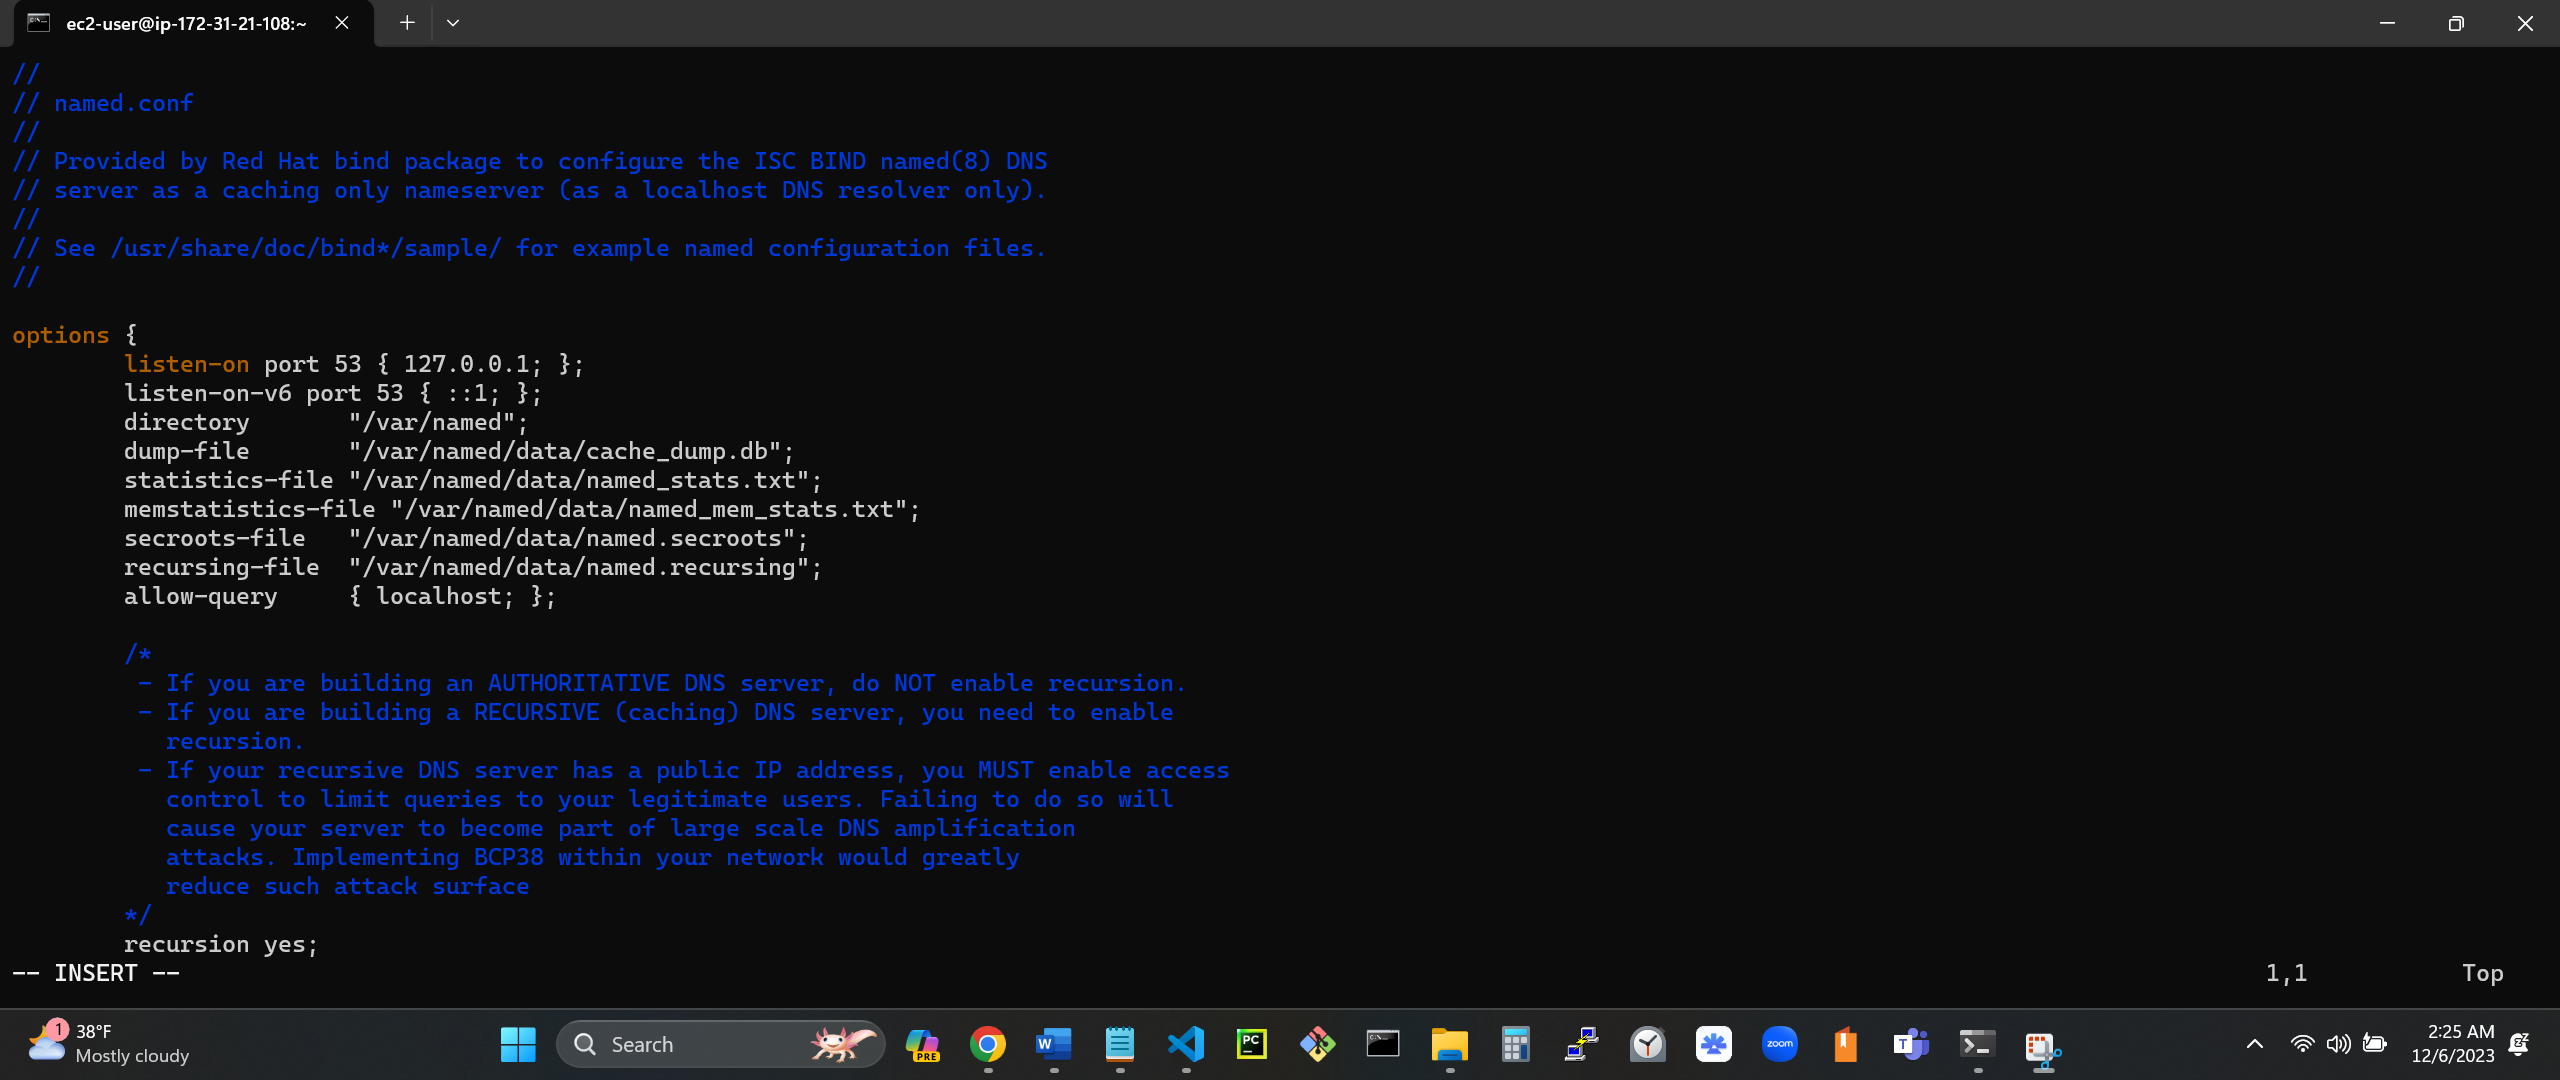 ec2-user@ip-172-31-21-108:~
//
// named.conf
//
// Provided by Red Hat bind package to configure the ISC BIND named(8) DNS
// server as a caching only nameserver (as a localhost DNS resolver only).
//
// See /usr/share/doc/bind*/sample/ for example named configuration files.
//
options {
        listen-on port 53 { 127.0.0.1; };
        listen-on-v6 port 53 { ::1; };
        directory       "/var/named";
        dump-file       "/var/named/data/cache_dump.db";
        statistics-file "/var/named/data/named_stats.txt";
        memstatistics-file "/var/named/data/named_mem_stats.txt";
        secroots-file   "/var/named/data/named.secroots";
        recursing-file  "/var/named/data/named.recursing";
        allow-query     { localhost; };
        /*
         - If you are building an AUTHORITATIVE DNS server, do NOT enable recursion.
         - If you are building a RECURSIVE (caching) DNS server, you need to enable
           recursion.
         - If your recursive DNS server has a public IP address, you MUST enable access
           control to limit queries to your legitimate users. Failing to do so will
           cause your server to become part of large scale DNS amplification
           attacks. Implementing BCP38 within your network would greatly
           reduce such attack surface
        */
        recursion yes;
-- INSERT -- 1,1 Top
1
38°F
Mostly cloudy
Search
PRE
W
PC
zoom
T
2:25 AM
12/6/2023